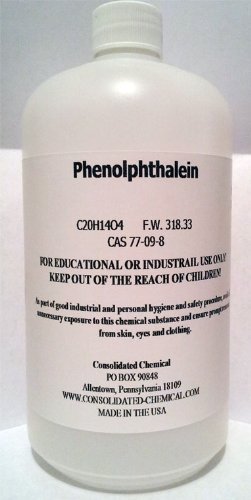 Phenolphthalein
C20H14O4 F.W. 318.33
CAS 77-09-8
FOR EDUCATIONAL OR INDUSTRAIL USE ONLY!
KEEP OUT OF THE REACH OF CHILDREN!
As part of good industrial and personal hygiene and safety procedure,
unnecessary exposure to this chemical substance and ensure prompt
from skin, eyes and clothing.
Consolidated Chemical
PO BOX 90848
Allentown, Pennsylvania 18109
WWW.CONSOLIDATED-CHEMICAL.COM
MADE IN THE USA